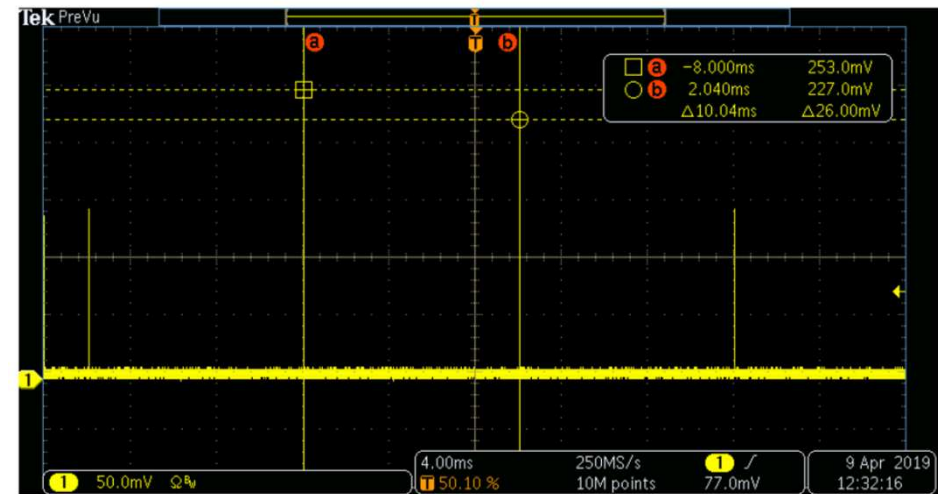 Tek PreVu
T
a
T
b
a -8.000ms 253.0mV
b 2.040ms 227.0mV
Δ10.04ms Δ26.00mV
1
1 50.0mV ΩBW
4.00ms 250MS/s 1 ∫ 9 Apr 2019
T 50.10 % 10M points 77.0mV 12:32:16